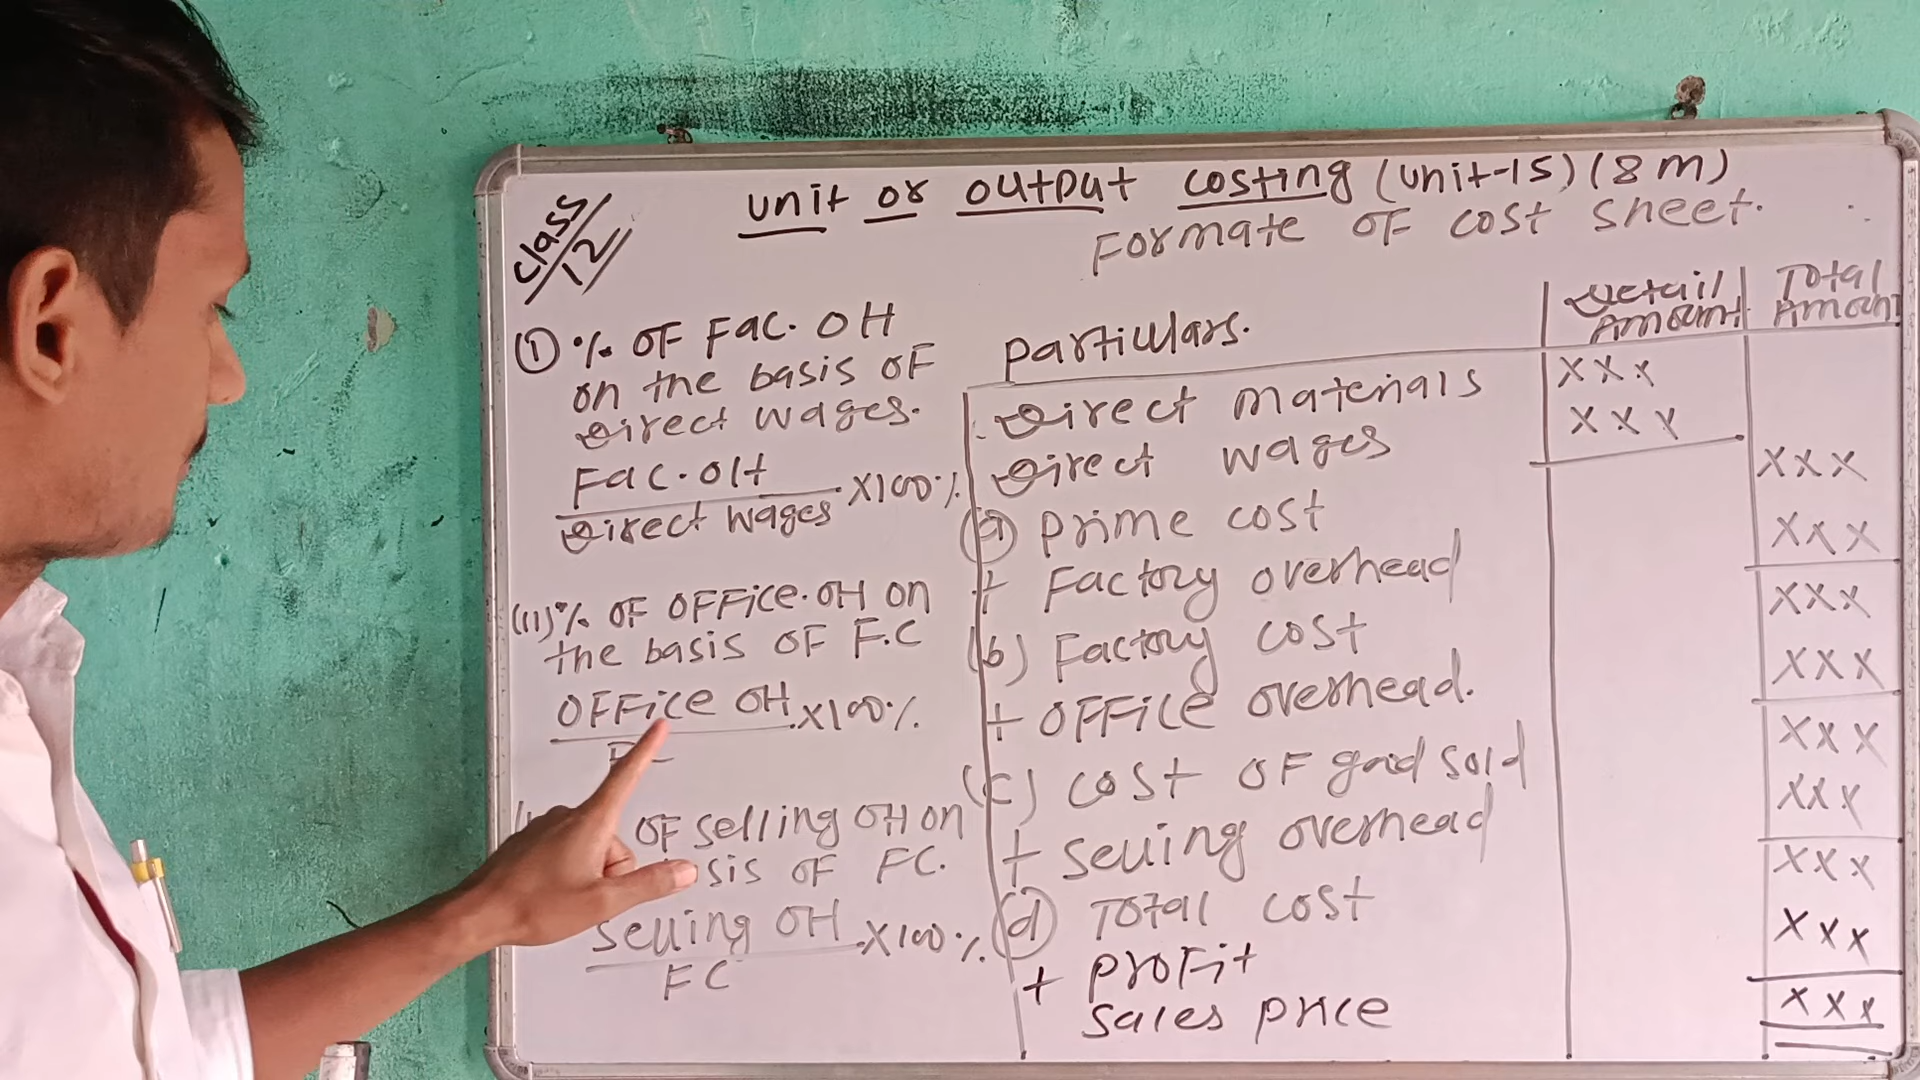 class
12
unit or output costing (unit-15) (8 m)
Formate OF cost sheet.
① % OF Fac. OH
on the basis OF
Direct wages.
Fac. OH
Direct wages ×100%
(11) % OF OFFice. OH on
the basis OF F.C
OFFice OH ×100%
OF selling OH on
sis OF FC.
selling OH ×100%
FC
particulars.
Detail
Amount
Total
Amount
Direct materials xxx
Direct wages xxx
xxx
(a) prime cost xxx
+ Factory overhead xxx
(b) Factory cost xxx
+ OFFice overhead. xxx
(c) cost OF good sold xxx
+ selling overhead xxx
(d) Total cost xxx
+ profit
sales price xxx